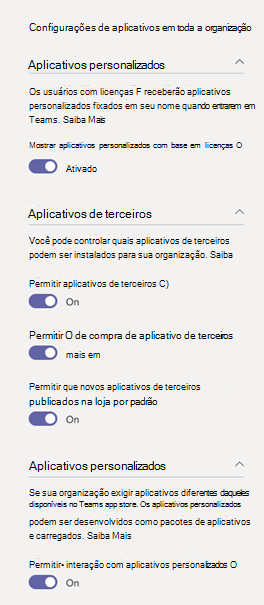 Configurações de aplicativos em toda a organização
Aplicativos personalizados
Os usuários com licenças F receberão aplicativos
personalizados fixados em seu nome quando entrarem em
Teams. Saiba Mais
Mostrar aplicativos personalizados com base em licenças O
Ativado
Aplicativos de terceiros
Você pode controlar quais aplicativos de terceiros
podem ser instalados para sua organização. Saiba
Permitir aplicativos de terceiros C)
On
Permitir O de compra de aplicativo de terceiros
mais em
Permitir que novos aplicativos de terceiros
publicados na loja por padrão
On
Aplicativos personalizados
Se sua organização exigir aplicativos diferentes daqueles
disponíveis no Teams app store. Os aplicativos personalizados
podem ser desenvolvidos como pacotes de aplicativos
e carregados. Saiba Mais
Permitir• interação com aplicativos personalizados O
On